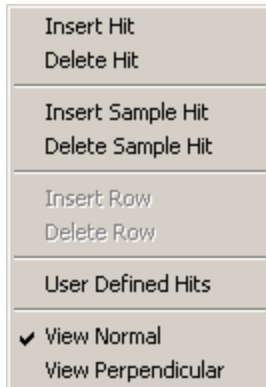 Insert Hit
Delete Hit
Insert Sample Hit
Delete Sample Hit
Insert Row
Delete Row
User Defined Hits
View Normal
View Perpendicular